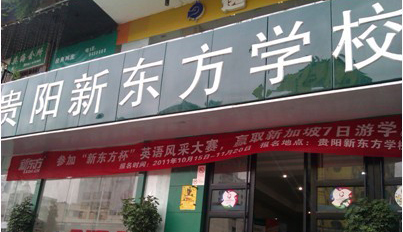 贵阳新东方学校
新东方
参加“新东方杯”英语风采大赛,赢取新加坡7日游学
报名时间:2011年10月15日-11月20日 报名地点:贵阳新东方学校